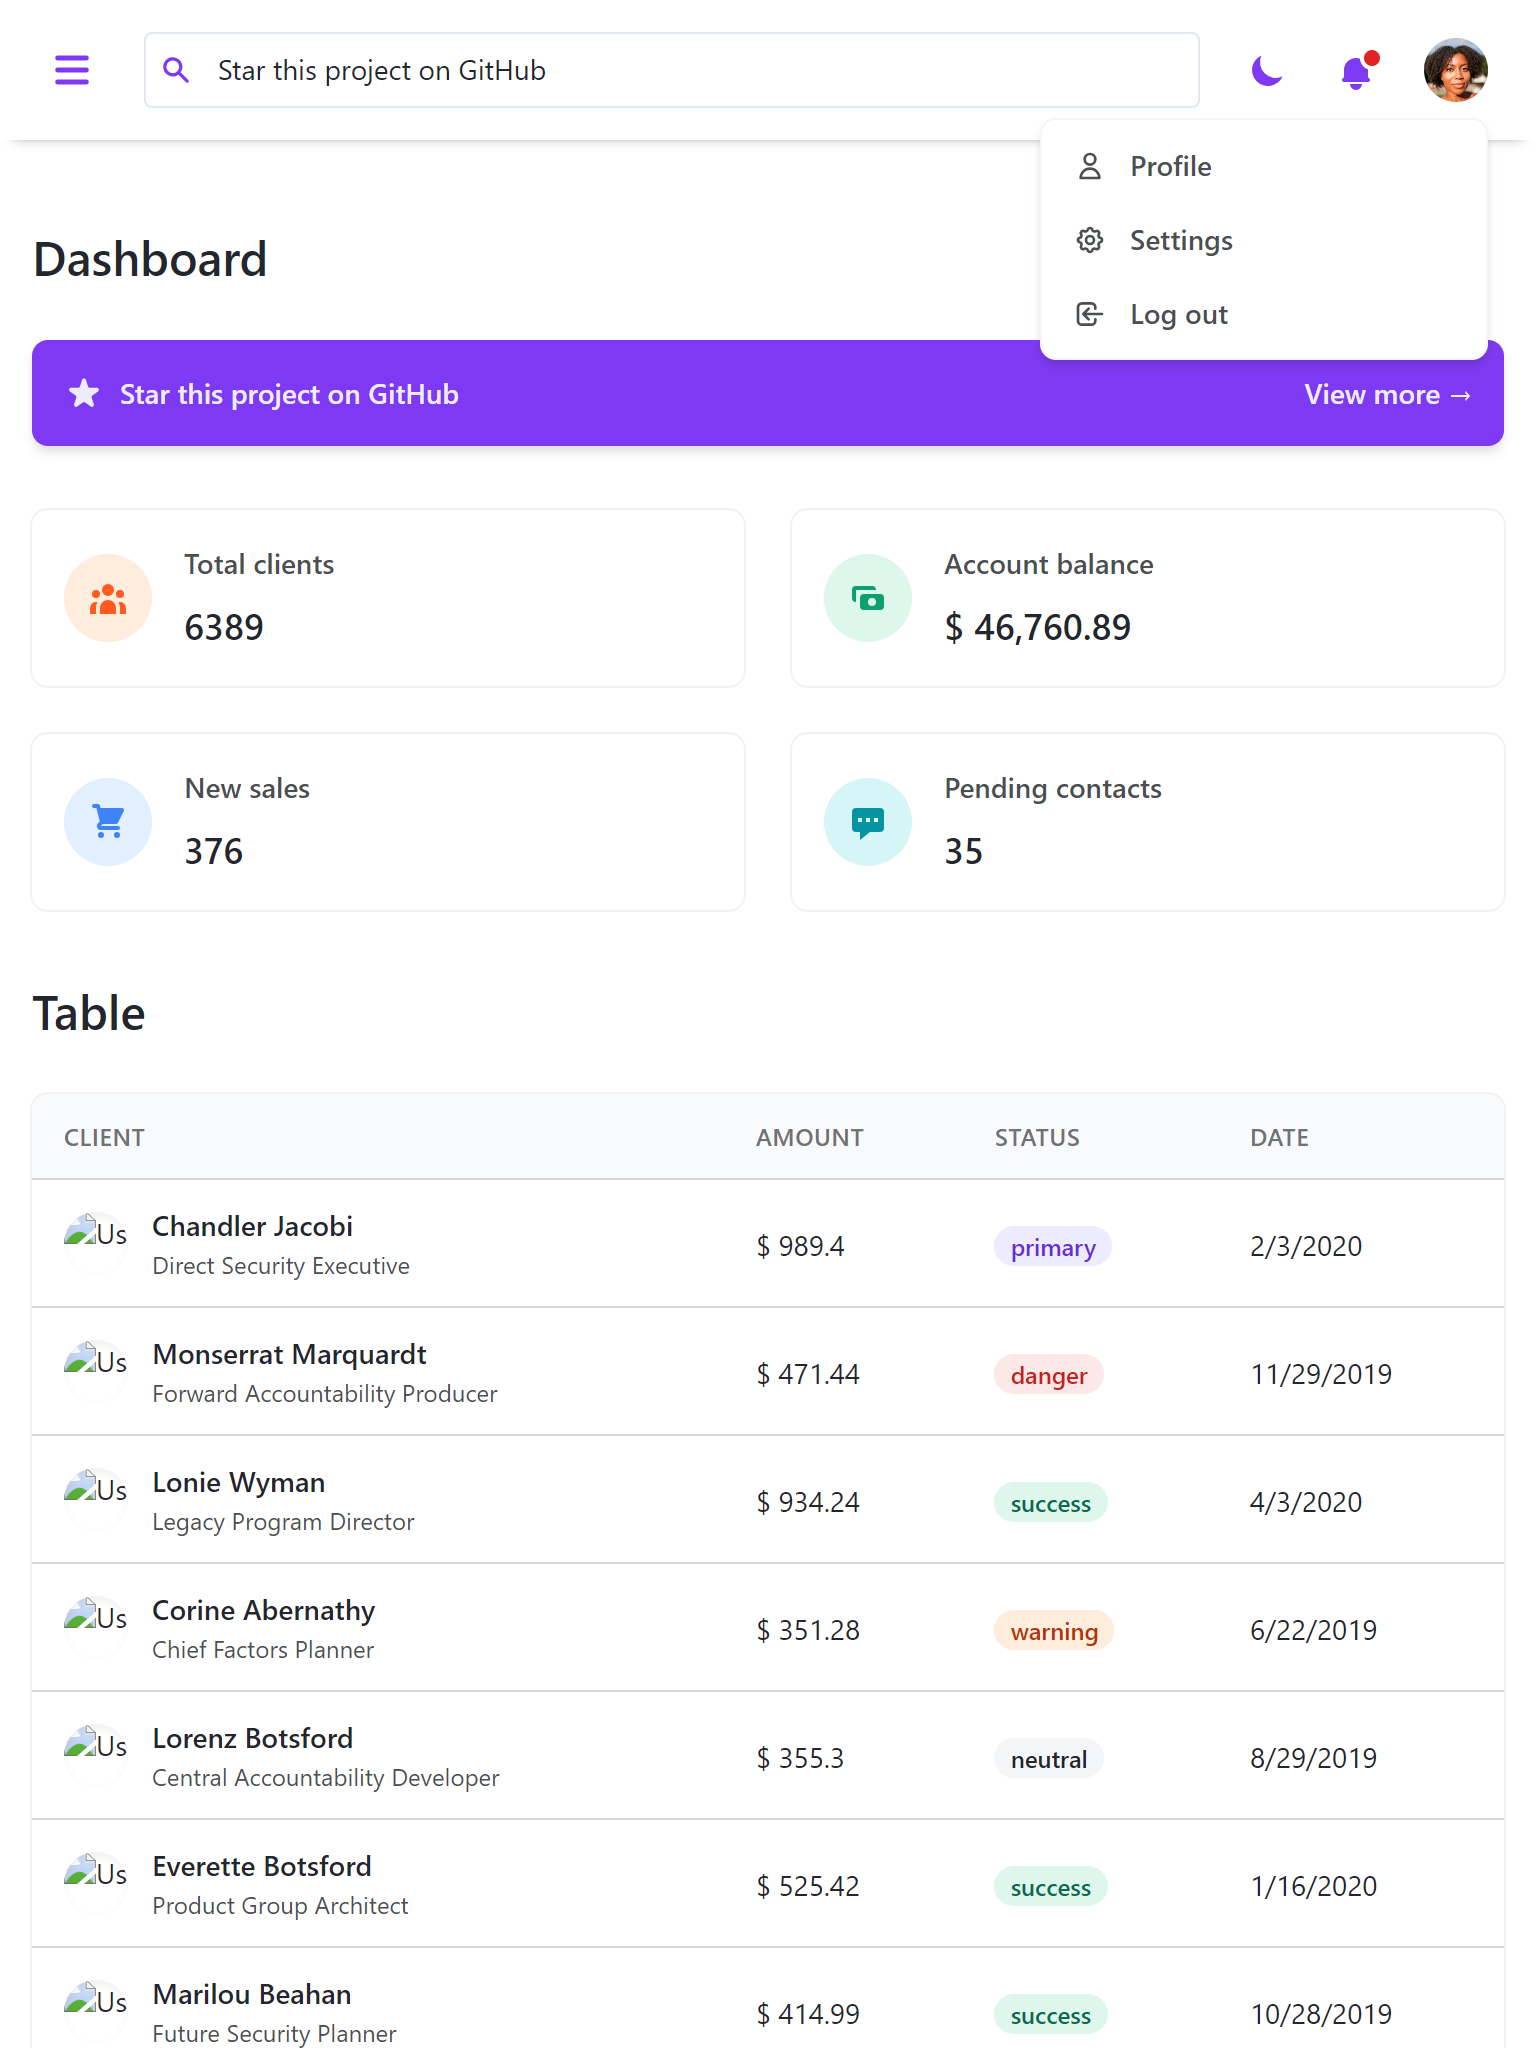 Star this project on GitHub
Profile
Settings
Log out
Dashboard
Star this project on GitHub
View more →
Total clients
6389
Account balance
$ 46,760.89
New sales
376
Pending contacts
35
Table
CLIENT AMOUNT STATUS DATE
Us Chandler Jacobi
Direct Security Executive
$ 989.4 primary 2/3/2020
Us Monserrat Marquardt
Forward Accountability Producer
$ 471.44 danger 11/29/2019
Us Lonie Wyman
Legacy Program Director
$ 934.24 success 4/3/2020
Us Corine Abernathy
Chief Factors Planner
$ 351.28 warning 6/22/2019
Us Lorenz Botsford
Central Accountability Developer
$ 355.3 neutral 8/29/2019
Us Everette Botsford
Product Group Architect
$ 525.42 success 1/16/2020
Us Marilou Beahan
Future Security Planner
$ 414.99 success 10/28/2019